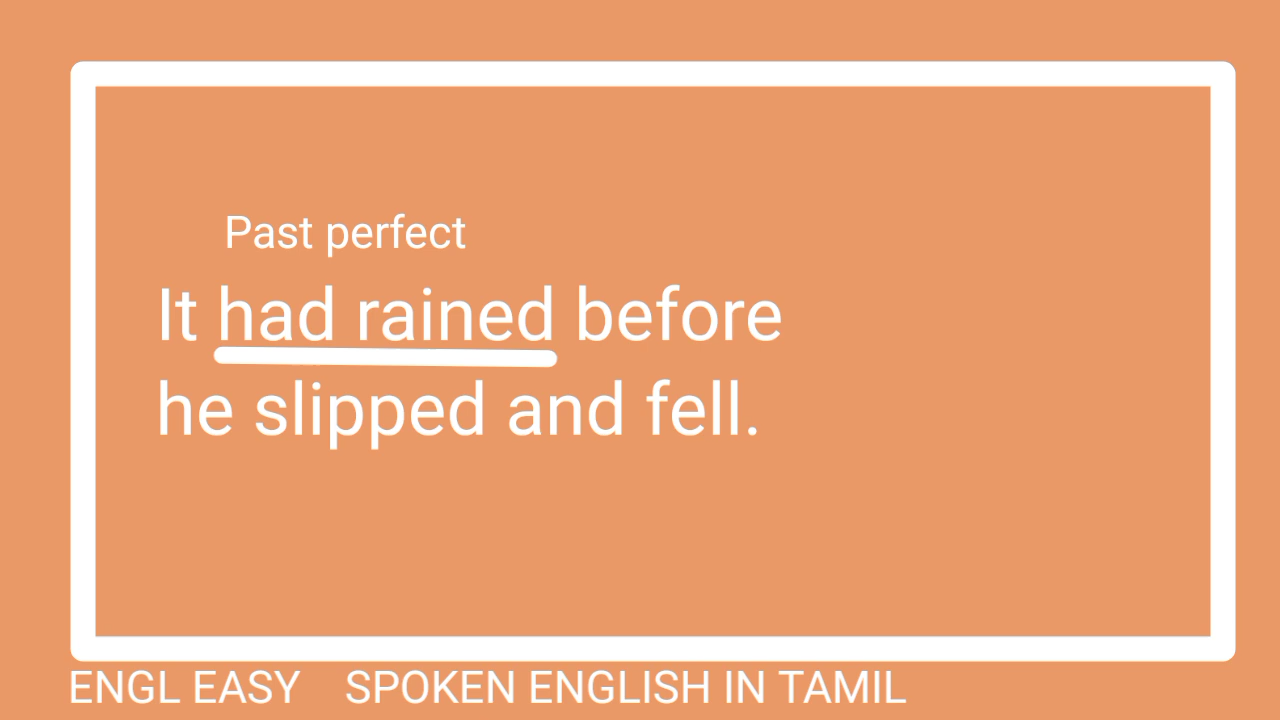 Past perfect
It had rained before
he slipped and fell.
ENGL EASY SPOKEN ENGLISH IN TAMIL